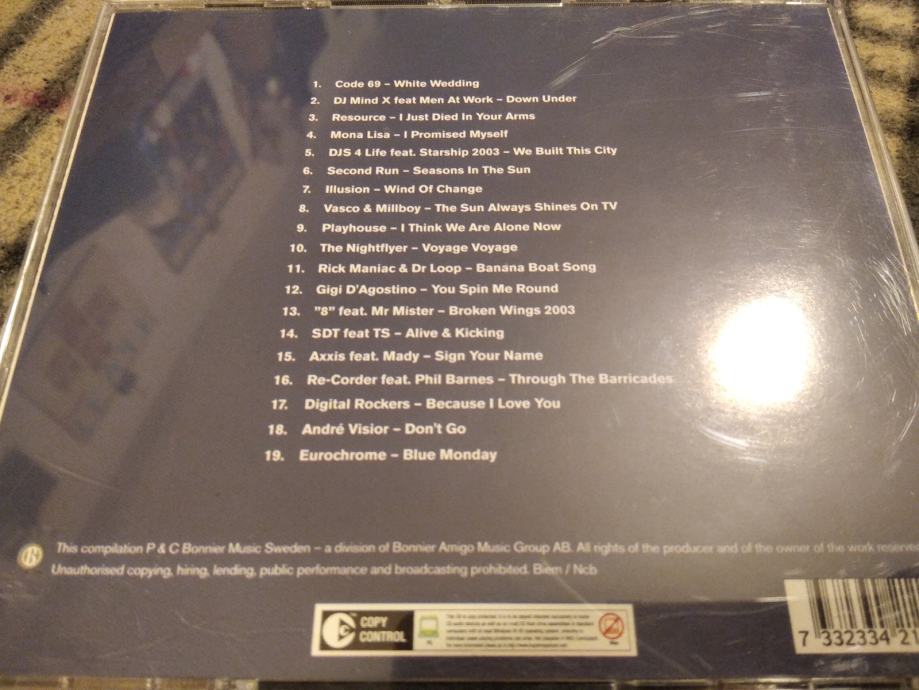 1. Code 69 – White Wedding
2. DJ Mind X feat Men At Work – Down Under
3. Resource – I Just Died In Your Arms
4. Mona Lisa – I Promised Myself
5. DJS 4 Life feat. Starship 2003 – We Built This City
6. Second Run – Seasons In The Sun
7. Illusion – Wind Of Change
8. Vasco & Millboy – The Sun Always Shines On TV
9. Playhouse – I Think We Are Alone Now
10. The Nightflyer – Voyage Voyage
11. Rick Maniac & Dr Loop – Banana Boat Song
12. Gigi D'Agostino – You Spin Me Round
13. "8" feat. Mr Mister – Broken Wings 2003
14. SDT feat TS – Alive & Kicking
15. Axxis feat. Mady – Sign Your Name
16. Re-Corder feat. Phil Barnes – Through The Barricades
17. Digital Rockers – Because I Love You
18. André Visior – Don't Go
19. Eurochrome – Blue Monday
This compilation P & C Bonnier Music Sweden – a division of Bonnier Amigo Music Group AB. All rights of the producer and of the owner of the work
Unauthorised copying, hiring, lending, public performance and broadcasting prohibited. Biem / Ncb
COPY
CONTROL
7 332334 2